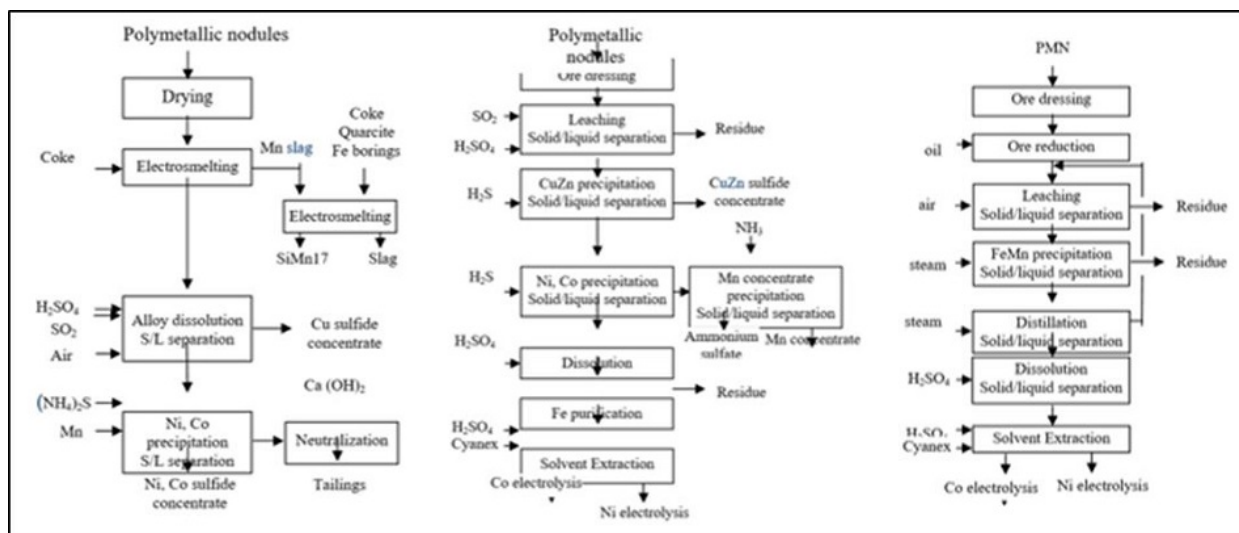 Polymetallic nodules
Drying
Coke
Quarcite
Fe borings
Mn slag
Coke
Electrosmelting
Electrosmelting
SiMn17
Slag
H₂SO₄
SO₂
Air
Alloy dissolution
S/L separation
Cu sulfide
concentrate
Ca (OH)₂
(NH₄)₂S
Mn
Ni, Co
precipitation
S/L separation
Neutralization
Ni, Co sulfide
concentrate
Tailings
Polymetallic
nodules
Ore dressing
SO₂
H₂SO₄
Leaching
Solid/liquid separation
Residue
H₂S
CuZn precipitation
Solid/liquid separation
CuZn sulfide
concentrate
NH₃
H₂S
Ni, Co precipitation
Solid/liquid separation
Mn concentrate
precipitation
Solid/liquid separation
Ammonium
sulfate
Mn concentrate
H₂SO₄
Dissolution
Residue
Fe purification
H₂SO₄
Cyanex
Solvent Extraction
Co electrolysis
Ni electrolysis
PMN
Ore dressing
oil
Ore reduction
air
Leaching
Solid/liquid separation
Residue
steam
FeMn precipitation
Solid/liquid separation
Residue
steam
Distillation
Solid/liquid separation
H₂SO₄
Dissolution
Solid/liquid separation
H₂SO₄
Cyanex
Solvent Extraction
Co electrolysis
Ni electrolysis